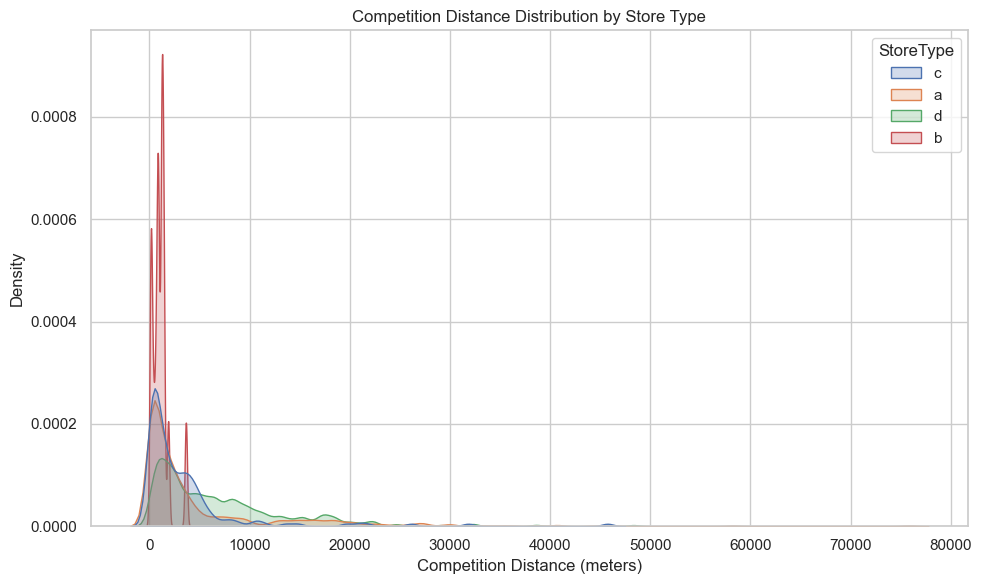 Competition Distance Distribution by Store Type
StoreType
c
a
d
b
Density
0.0008
0.0006
0.0004
0.0002
0.0000
0 10000 20000 30000 40000 50000 60000 70000 80000
Competition Distance (meters)